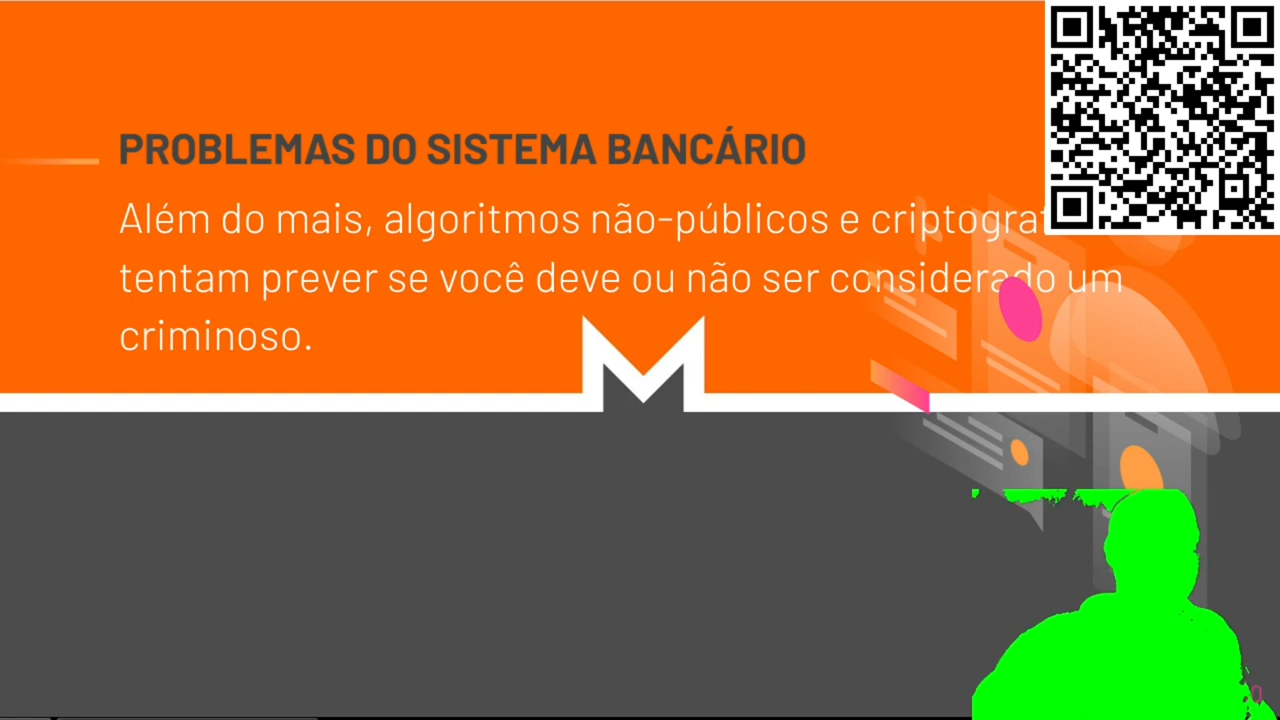 PROBLEMAS DO SISTEMA BANCÁRIO
Além do mais, algoritmos não-públicos e
tentam prever se você deve ou não ser considerado um
criminoso.